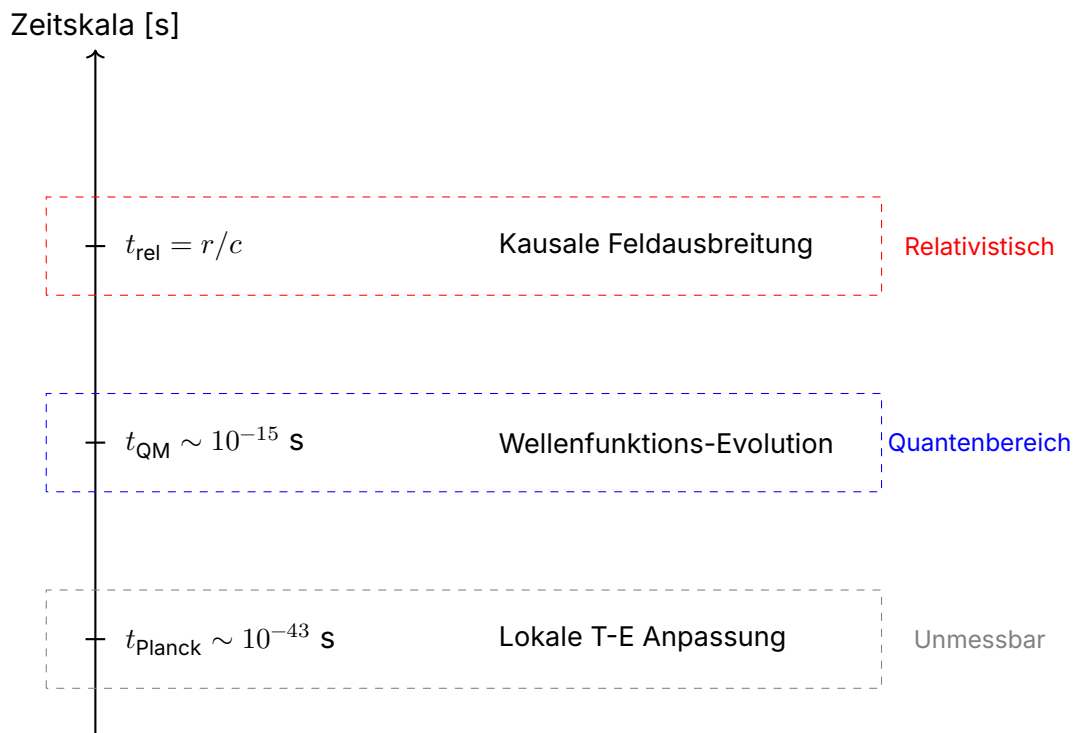 Zeitskala [s]
t_rel = r/c Kausale Feldausbreitung Relativistisch
t_QM ∼ 10^−15 s Wellenfunktions-Evolution Quantenbereich
t_Planck ∼ 10^−43 s Lokale T-E Anpassung Unmessbar